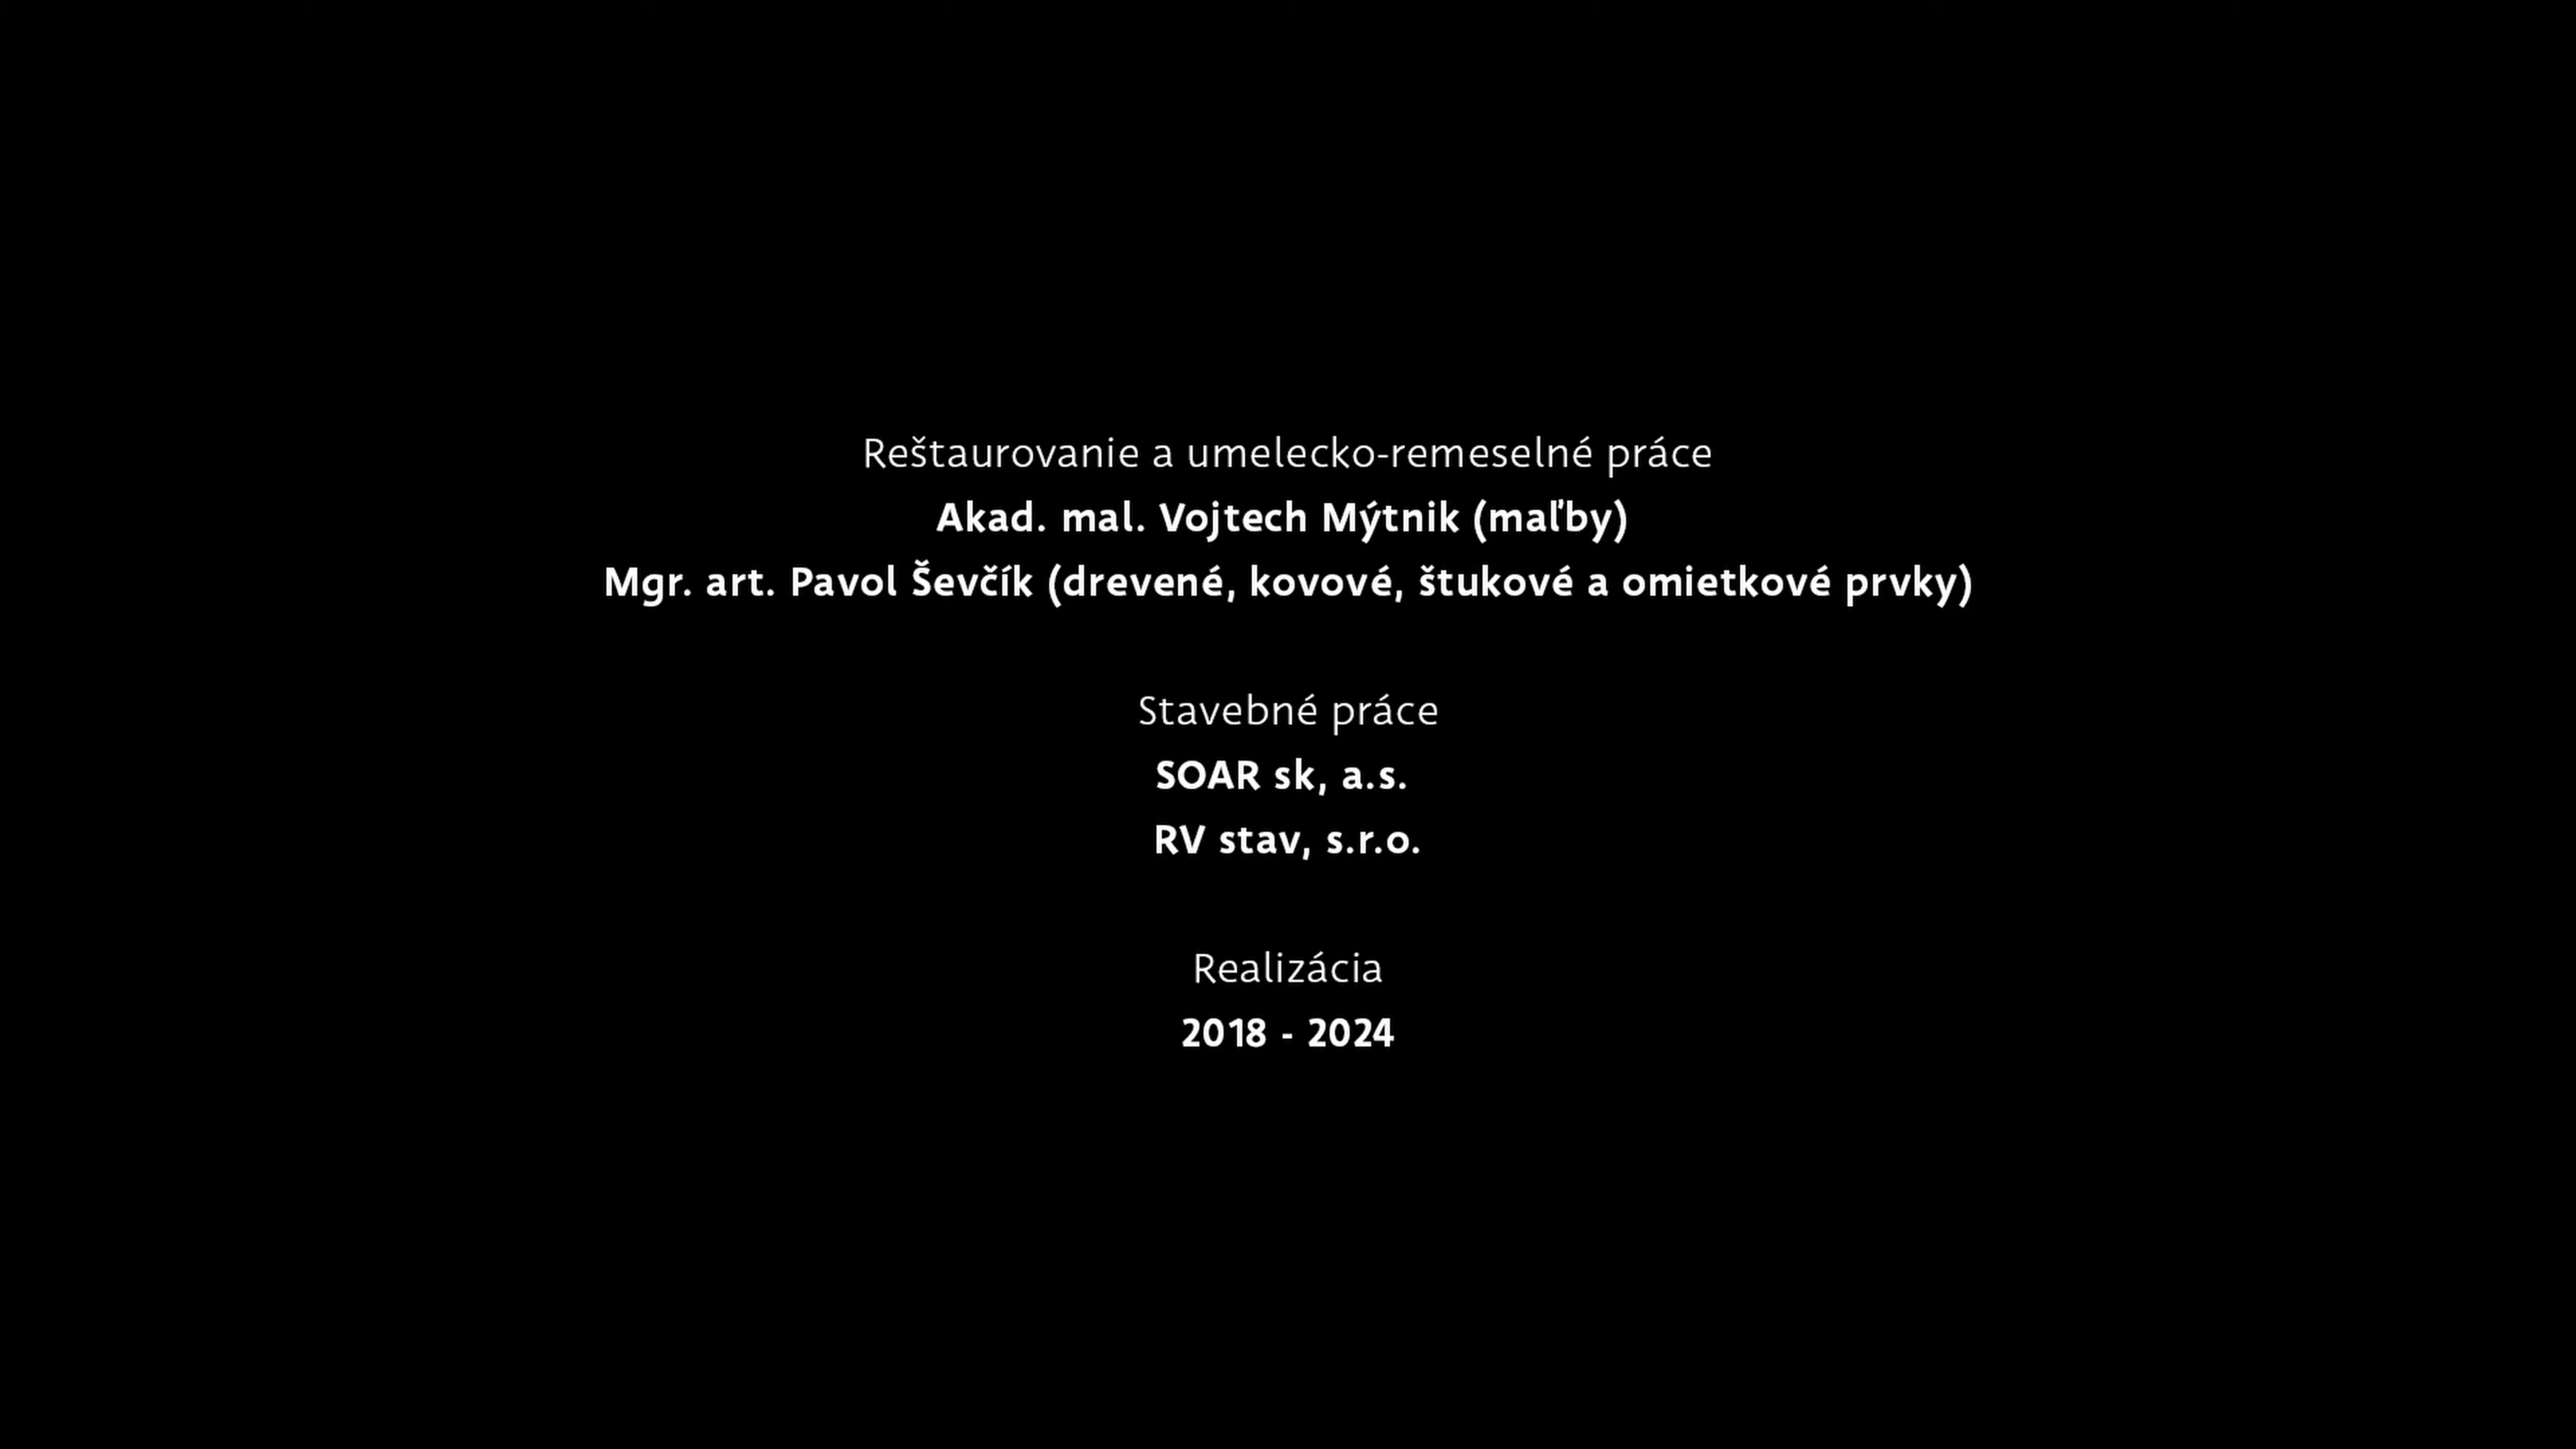 Reštaurovanie a umelecko-remeselné práce
Akad. mal. Vojtech Mýtnik (maľby)
Mgr. art. Pavol Ševčík (drevené, kovové, štukové a omietkové prvky)
Stavebné práce
SOAR sk, a.s.
RV stav, s.r.o.
Realizácia
2018 - 2024